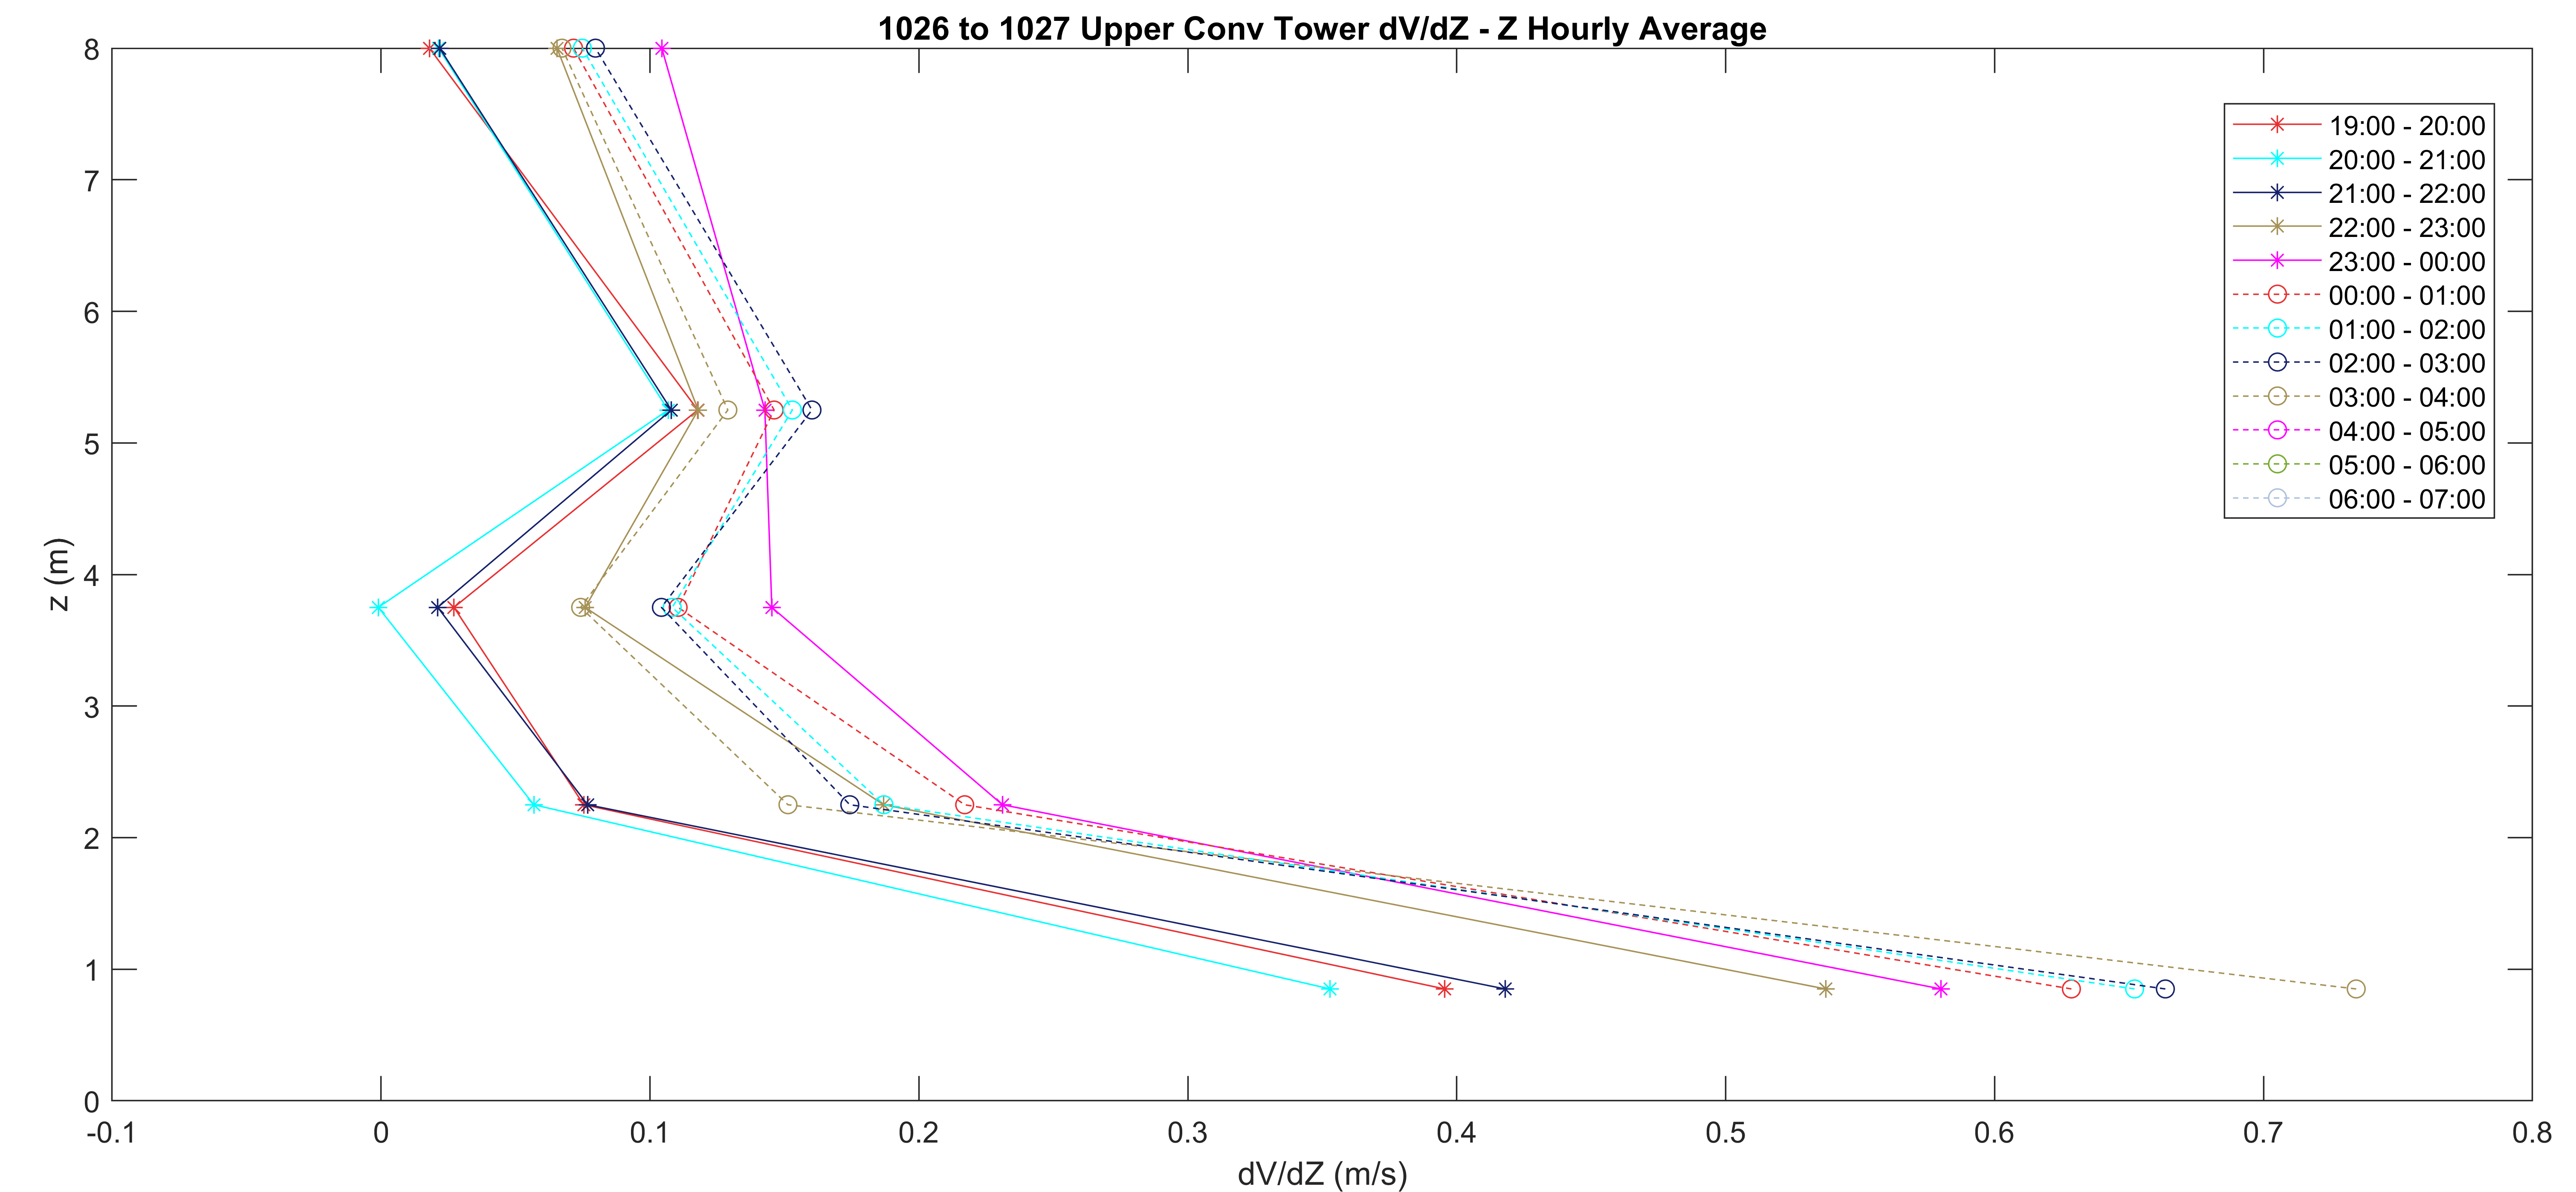 1026 to 1027 Upper Conv Tower dV/dZ - Z Hourly Average
8
7
6
5
4
3
2
1
0
z (m)
-0.1 0 0.1 0.2 0.3 0.4 0.5 0.6 0.7 0.8
dV/dZ (m/s)
19:00 - 20:00
20:00 - 21:00
21:00 - 22:00
22:00 - 23:00
23:00 - 00:00
00:00 - 01:00
01:00 - 02:00
02:00 - 03:00
03:00 - 04:00
04:00 - 05:00
05:00 - 06:00
06:00 - 07:00